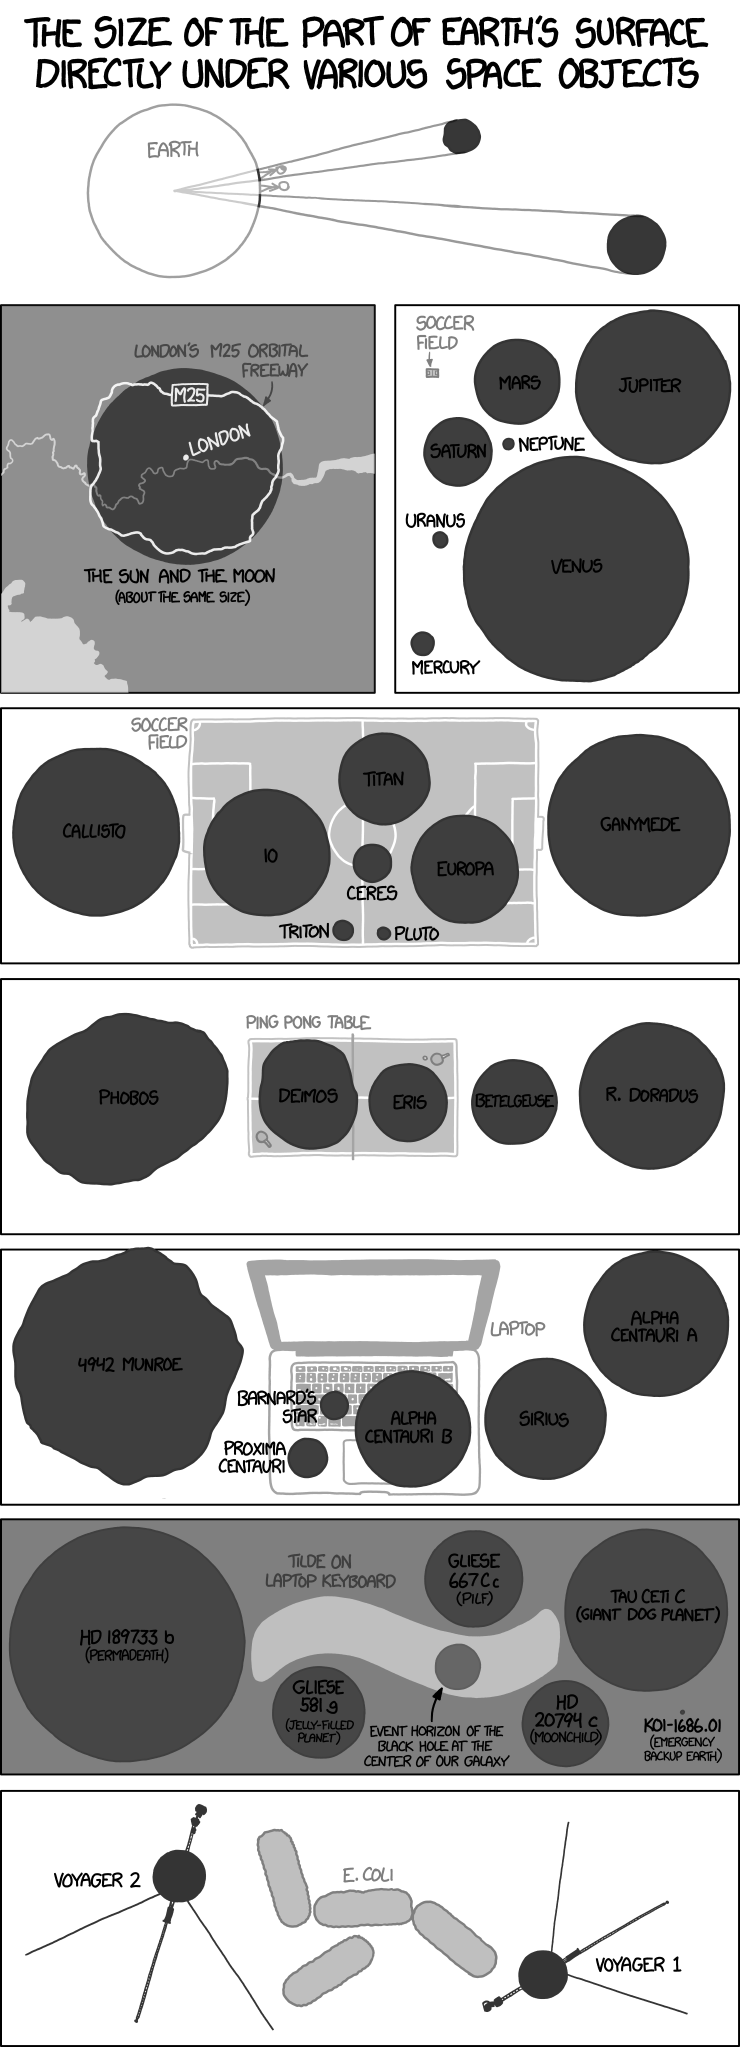 THE SIZE OF THE PART OF EARTH'S SURFACE
DIRECTLY UNDER VARIOUS SPACE OBJECTS
EARTH
LONDON'S M25 ORBITAL
FREEWAY
M25
LONDON
THE SUN AND THE MOON
(ABOUT THE SAME SIZE)
SOCCER
FIELD
MARS
JUPITER
SATURN
NEPTUNE
URANUS
VENUS
MERCURY
SOCCER
FIELD
CALLISTO
TITAN
IO
CERES
EUROPA
GANYMEDE
TRITON
PLUTO
PING PONG TABLE
PHOBOS
DEIMOS
ERIS
BETELGEUSE
R. DORADUS
4942 MUNROE
LAPTOP
BARNARD'S
STAR
PROXIMA
CENTAURI
ALPHA
CENTAURI B
SIRIUS
ALPHA
CENTAURI A
HD 189733 b
(PERMADEATH)
TILDE ON
LAPTOP KEYBOARD
GLIESE
667Cc
(PILF)
TAU CETI C
(GIANT DOG PLANET)
GLIESE
581 g
(JELLY-FILLED
PLANET)
EVENT HORIZON OF THE
BLACK HOLE AT THE
CENTER OF OUR GALAXY
HD
20794 c
(MOONCHILD)
KOI-1686.01
(EMERGENCY
BACKUP EARTH)
VOYAGER 2
E. COLI
VOYAGER 1